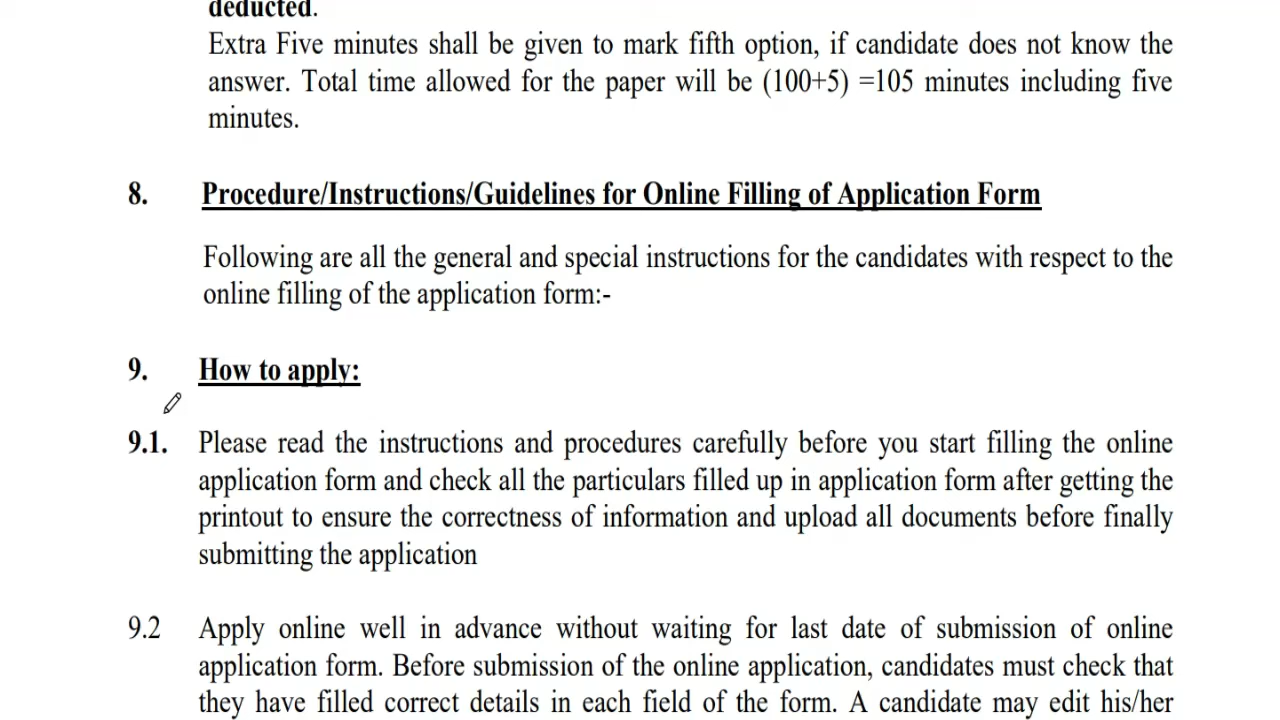 deducted.
Extra Five minutes shall be given to mark fifth option, if candidate does not know the
answer. Total time allowed for the paper will be (100+5) =105 minutes including five
minutes.
8. Procedure/Instructions/Guidelines for Online Filling of Application Form
Following are all the general and special instructions for the candidates with respect to the
online filling of the application form:-
9. How to apply:
9.1. Please read the instructions and procedures carefully before you start filling the online
application form and check all the particulars filled up in application form after getting the
printout to ensure the correctness of information and upload all documents before finally
submitting the application
9.2 Apply online well in advance without waiting for last date of submission of online
application form. Before submission of the online application, candidates must check that
they have filled correct details in each field of the form. A candidate may edit his/her